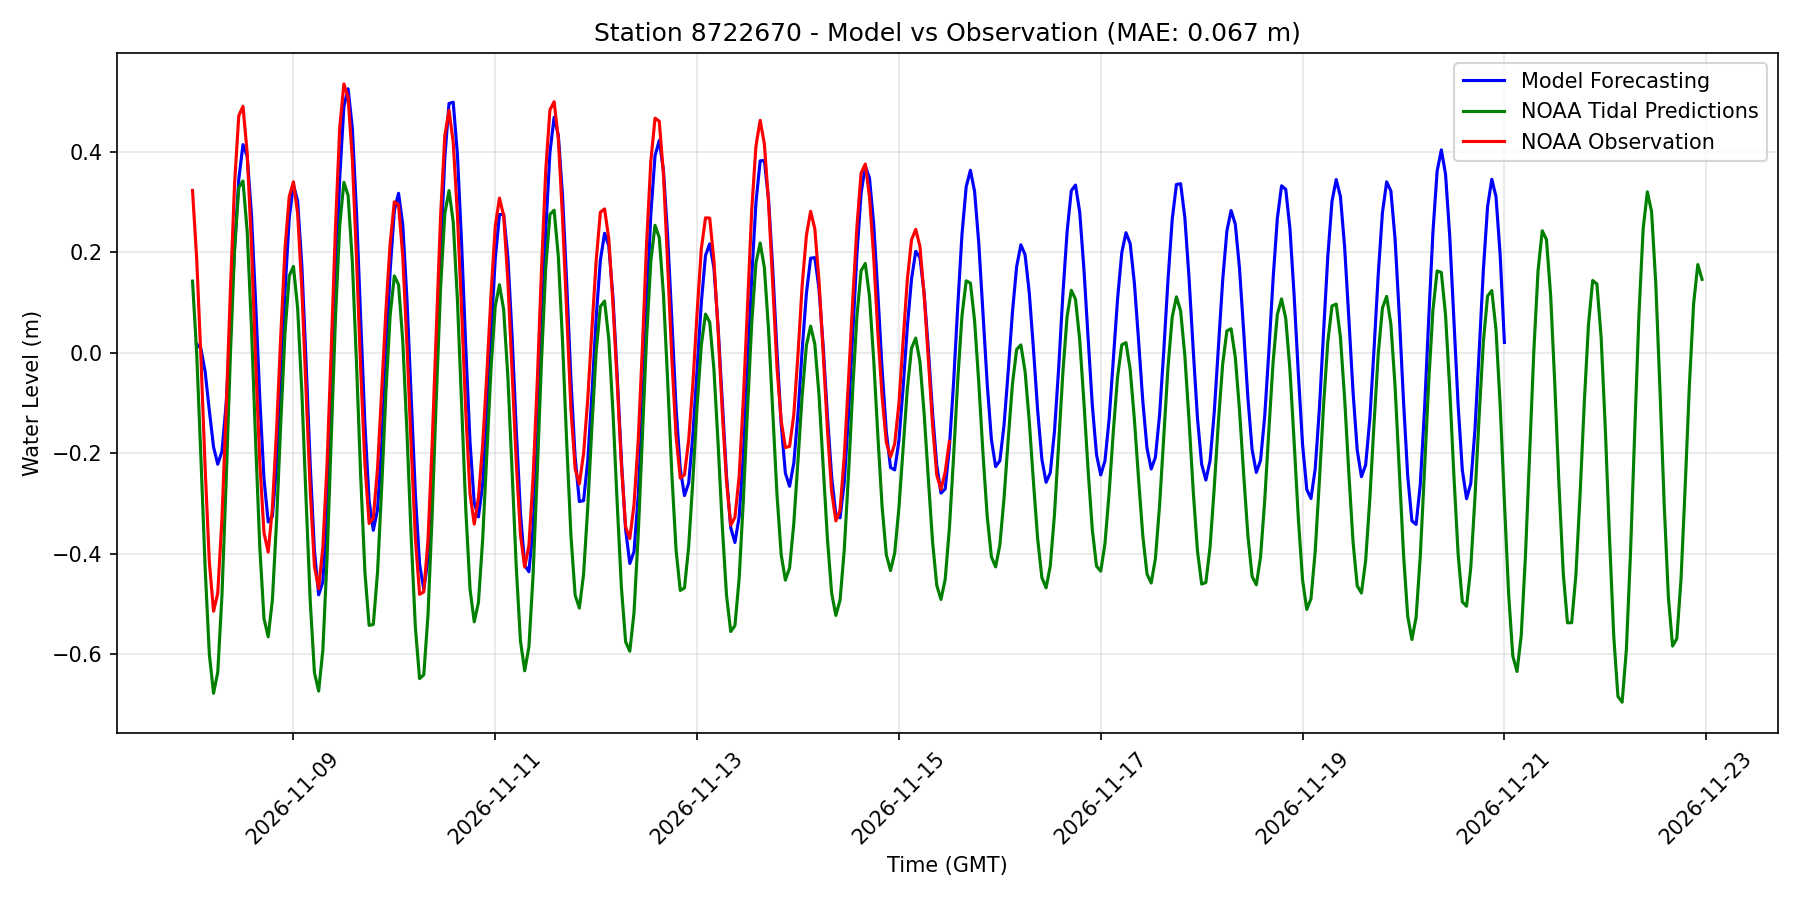 Station 8722670 - Model vs Observation (MAE: 0.067 m)
Model Forecasting
NOAA Tidal Predictions
NOAA Observation
Water Level (m)
0.4
0.2
0.0
−0.2
−0.4
−0.6
2026-11-09
2026-11-11
2026-11-13
2026-11-15
2026-11-17
2026-11-19
2026-11-21
2026-11-23
Time (GMT)